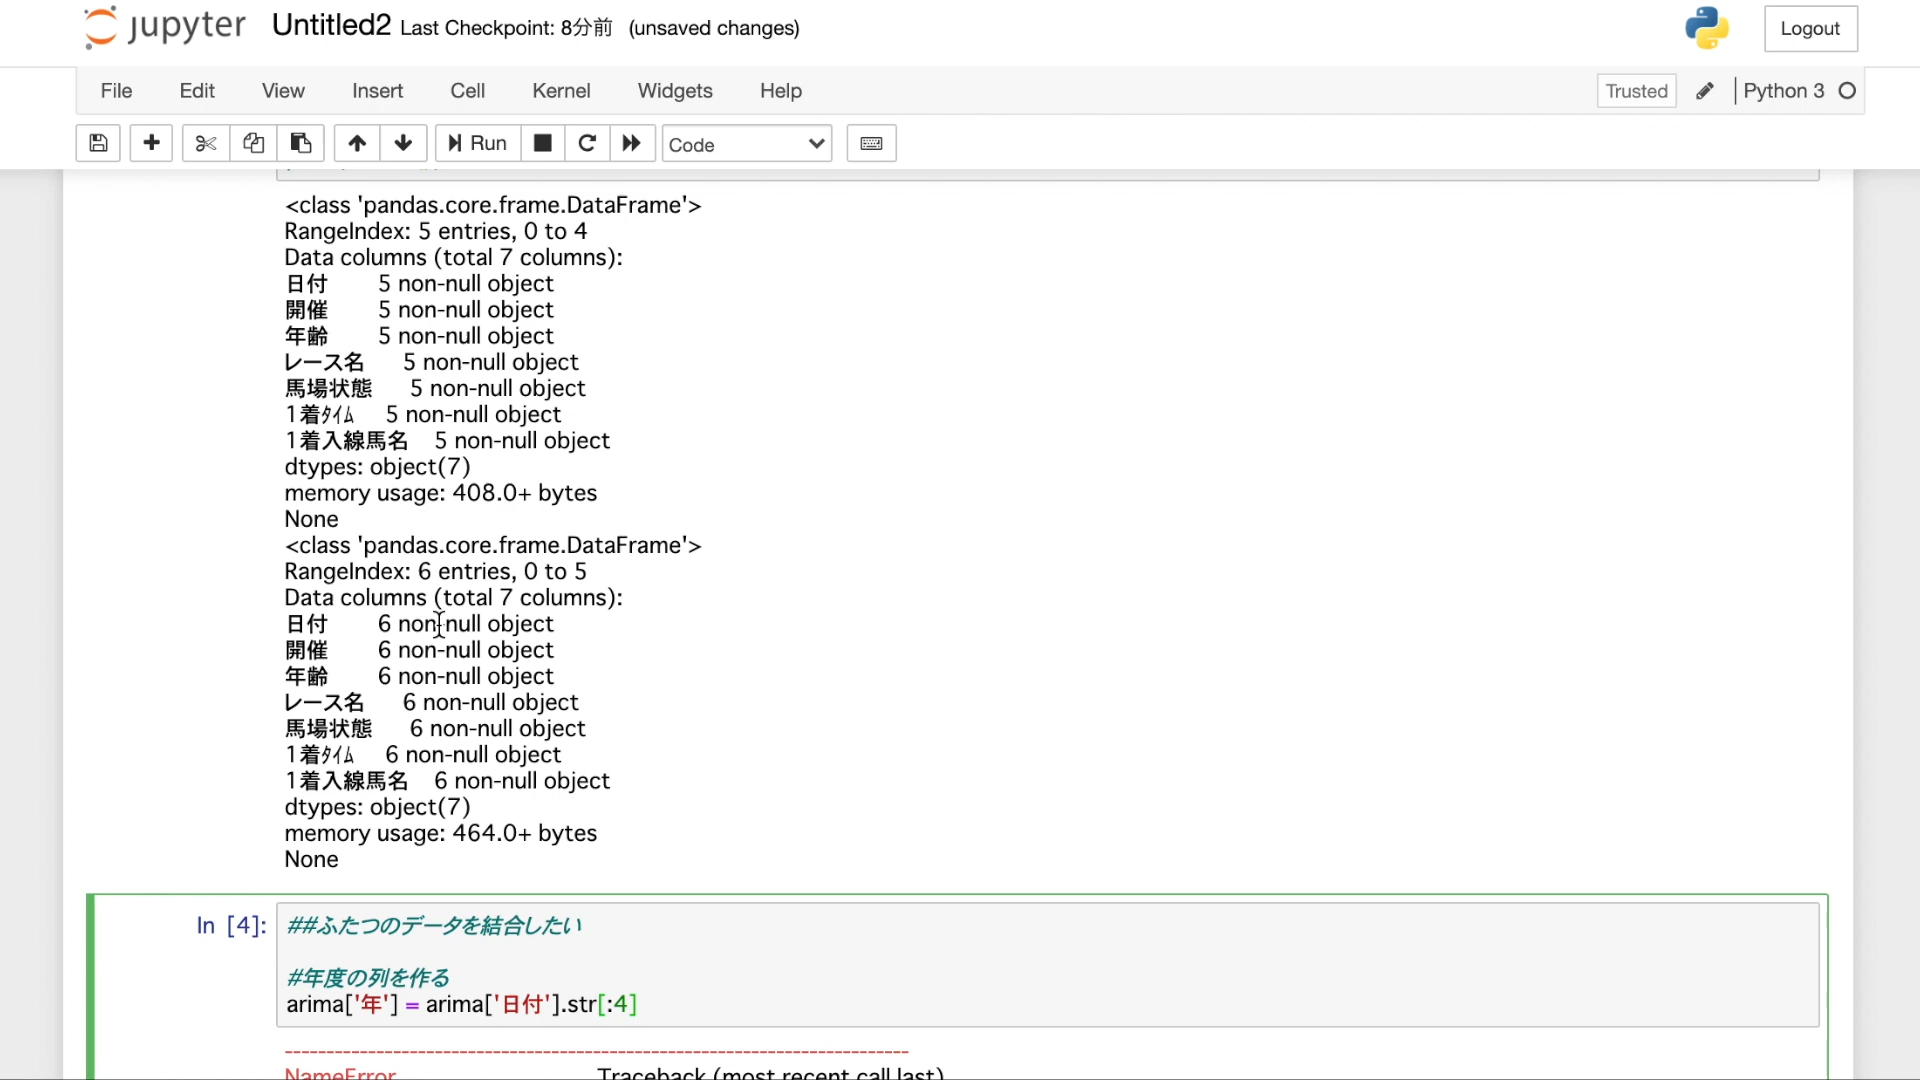 jupyter Untitled2 Last Checkpoint: 8分前 (unsaved changes)
Logout
File Edit View Insert Cell Kernel Widgets Help
Trusted Python 3
Run Code
<class 'pandas.core.frame.DataFrame'>
RangeIndex: 5 entries, 0 to 4
Data columns (total 7 columns):
日付 5 non-null object
開催 5 non-null object
年齢 5 non-null object
レース名 5 non-null object
馬場状態 5 non-null object
1着ﾀｲﾑ 5 non-null object
1着入線馬名 5 non-null object
dtypes: object(7)
memory usage: 408.0+ bytes
None
<class 'pandas.core.frame.DataFrame'>
RangeIndex: 6 entries, 0 to 5
Data columns (total 7 columns):
日付 6 non-null object
開催 6 non-null object
年齢 6 non-null object
レース名 6 non-null object
馬場状態 6 non-null object
1着ﾀｲﾑ 6 non-null object
1着入線馬名 6 non-null object
dtypes: object(7)
memory usage: 464.0+ bytes
None
In [4]: ##ふたつのデータを結合したい
#年度の列を作る
arima['年'] = arima['日付'].str[:4]
---------------------------------------------------------------------------
NameError Traceback (most recent call last)